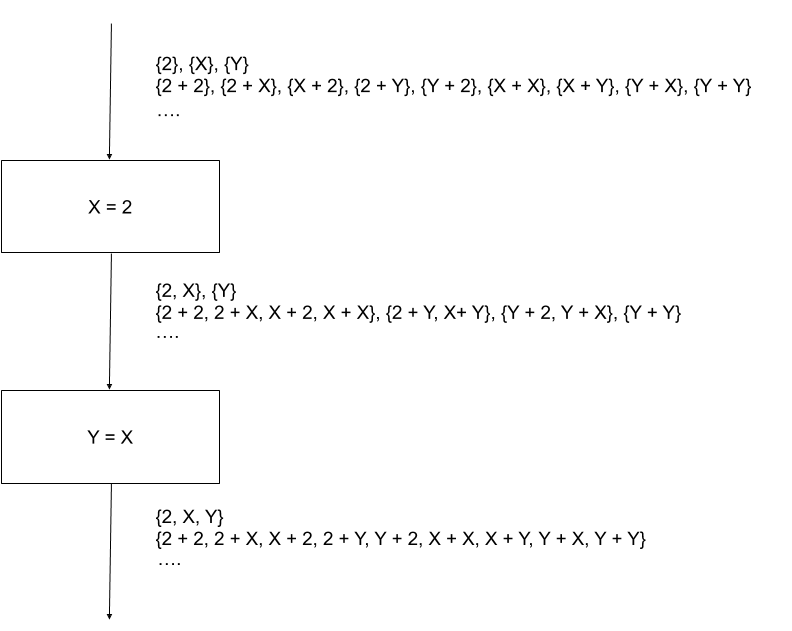 {2}, {X}, {Y}
{2 + 2}, {2 + X}, {X + 2}, {2 + Y}, {Y + 2}, {X + X}, {X + Y}, {Y + X}, {Y + Y}
....
X = 2
{2, X}, {Y}
{2 + 2, 2 + X, X + 2, X + X}, {2 + Y, X+ Y}, {Y + 2, Y + X}, {Y + Y}
....
Y = X
{2, X, Y}
{2 + 2, 2 + X, X + 2, 2 + Y, Y + 2, X + X, X + Y, Y + X, Y + Y}
....